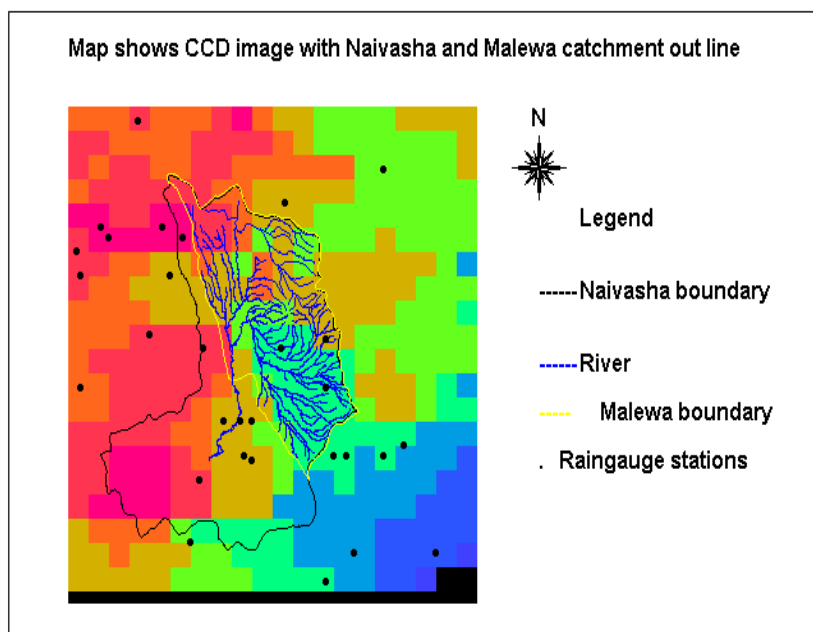 Map shows CCD image with Naivasha and Malewa catchment out line
N
Legend
Naivasha boundary
River
Malewa boundary
Raingauge stations